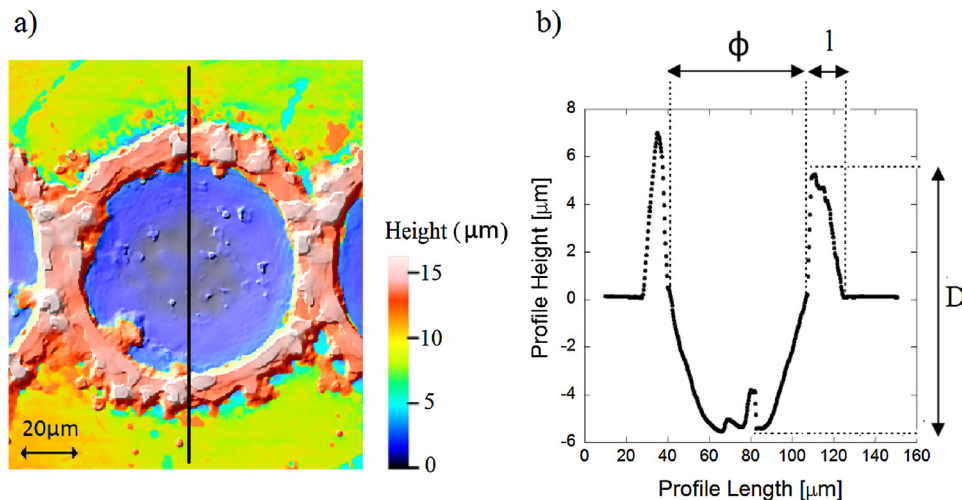 a)
Height (μm)
15
10
5
0
20μm
b)
ϕ
l
D
8
6
4
2
0
-2
-4
-6
0 20 40 60 80 100 120 140 160
Profile Height [μm]
Profile Length [μm]